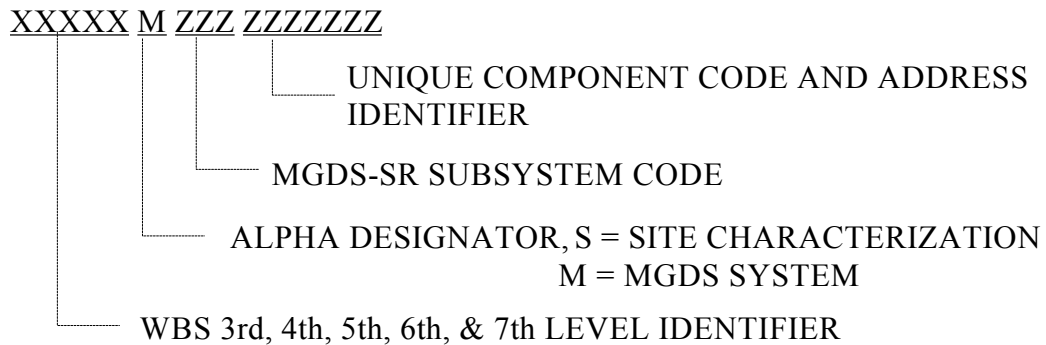 XXXXX M ZZZ ZZZZZZZ
UNIQUE COMPONENT CODE AND ADDRESS
IDENTIFIER
MGDS-SR SUBSYSTEM CODE
ALPHA DESIGNATOR, S = SITE CHARACTERIZATION
M = MGDS SYSTEM
WBS 3rd, 4th, 5th, 6th, & 7th LEVEL IDENTIFIER